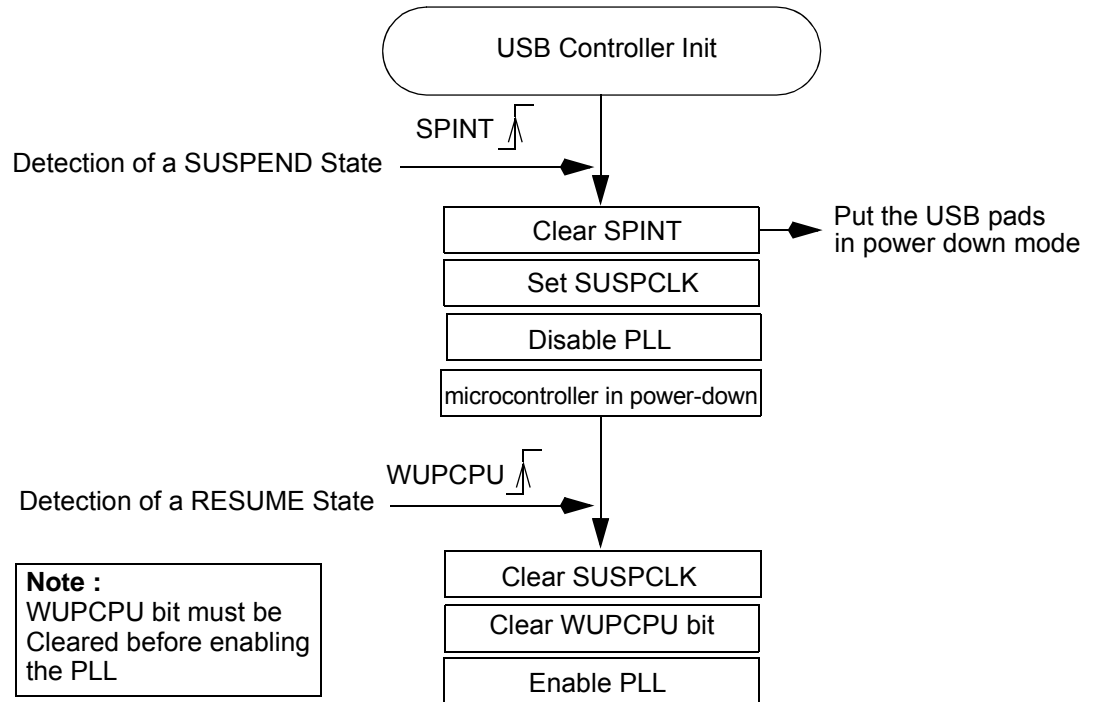 USB Controller Init
SPINT
Detection of a SUSPEND State
Clear SPINT
Put the USB pads
in power down mode
Set SUSPCLK
Disable PLL
microcontroller in power-down
WUPCPU
Detection of a RESUME State
Clear SUSPCLK
Note :
WUPCPU bit must be
Cleared before enabling
the PLL
Clear WUPCPU bit
Enable PLL